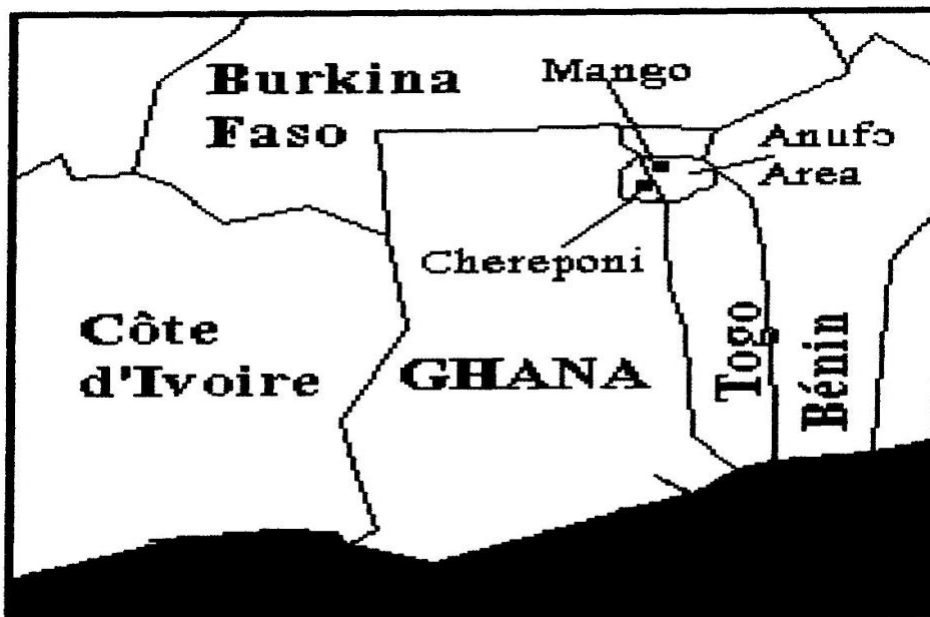 Burkina
Faso
Mango
Anufɔ
Area
Chereponi
Côte
d'Ivoire
GHANA
Togo
Bénin